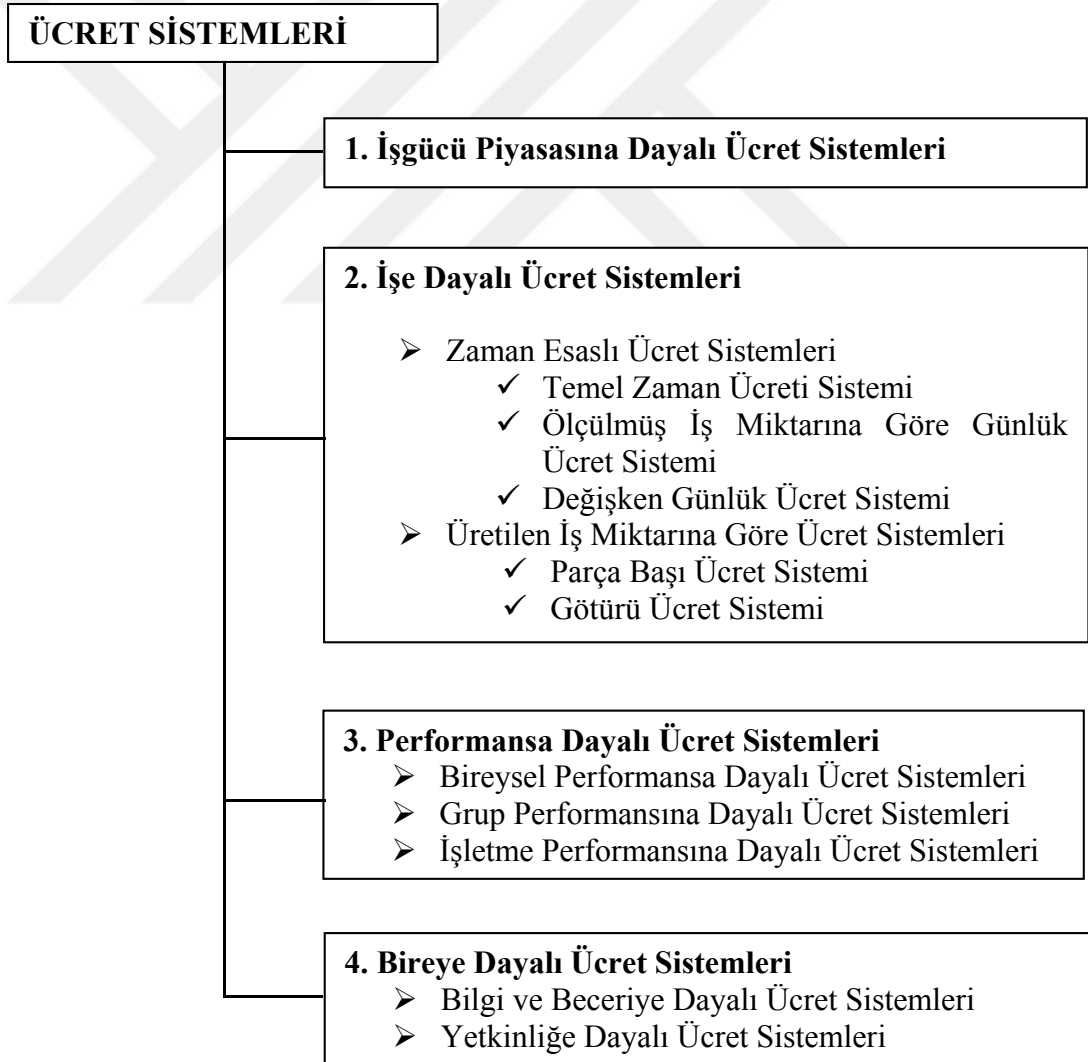 ÜCRET SİSTEMLERİ
1. İşgücü Piyasasına Dayalı Ücret Sistemleri
2. İşe Dayalı Ücret Sistemleri
➢ Zaman Esaslı Ücret Sistemleri
✓ Temel Zaman Ücreti Sistemi
✓ Ölçülmüş İş Miktarına Göre Günlük
Ücret Sistemi
✓ Değişken Günlük Ücret Sistemi
➢ Üretilen İş Miktarına Göre Ücret Sistemleri
✓ Parça Başı Ücret Sistemi
✓ Götürü Ücret Sistemi
3. Performansa Dayalı Ücret Sistemleri
➢ Bireysel Performansa Dayalı Ücret Sistemleri
➢ Grup Performansına Dayalı Ücret Sistemleri
➢ İşletme Performansına Dayalı Ücret Sistemleri
4. Bireye Dayalı Ücret Sistemleri
➢ Bilgi ve Beceriye Dayalı Ücret Sistemleri
➢ Yetkinliğe Dayalı Ücret Sistemleri